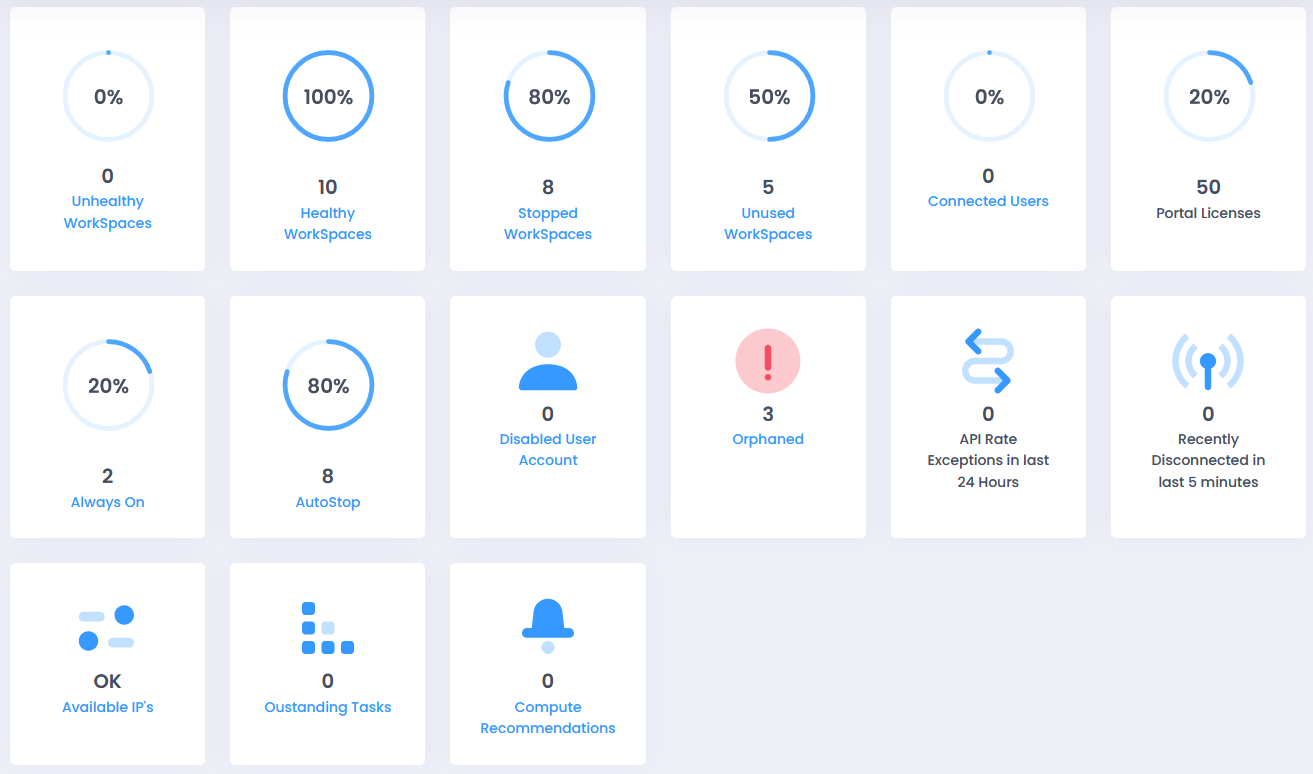 0%
0
Unhealthy
WorkSpaces
100%
10
Healthy
WorkSpaces
80%
8
Stopped
WorkSpaces
50%
5
Unused
WorkSpaces
0%
0
Connected Users
20%
50
Portal Licenses
20%
2
Always On
80%
8
AutoStop
0
Disabled User
Account
3
Orphaned
0
API Rate
Exceptions in last
24 Hours
0
Recently
Disconnected in
last 5 minutes
OK
Available IP's
0
Oustanding Tasks
0
Compute
Recommendations